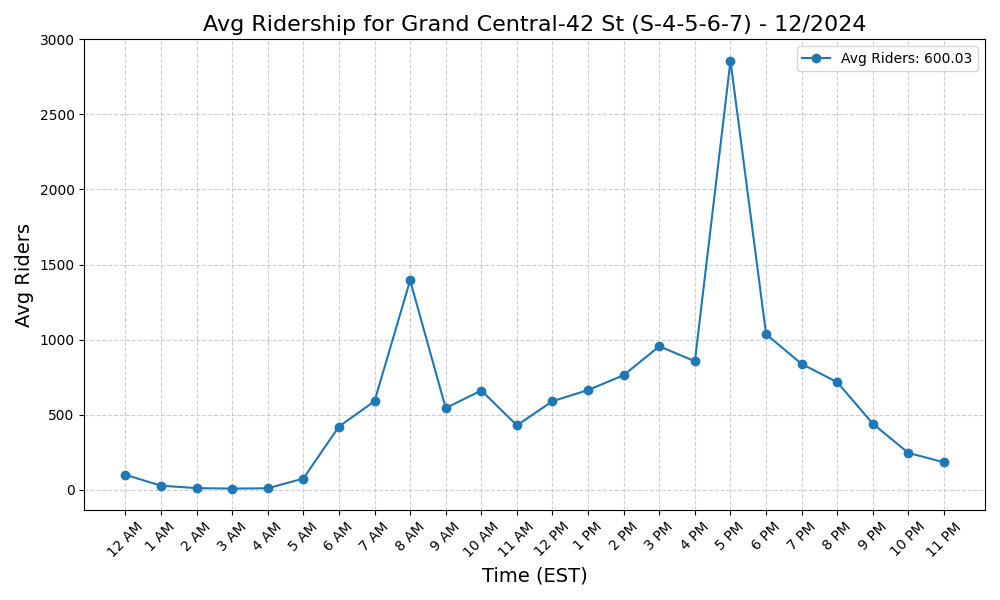 Avg Ridership for Grand Central-42 St (S-4-5-6-7) - 12/2024
Avg Riders: 600.03
3000
2500
2000
1500
1000
500
0
Avg Riders
12 AM
1 AM
2 AM
3 AM
4 AM
5 AM
6 AM
7 AM
8 AM
9 AM
10 AM
11 AM
12 PM
1 PM
2 PM
3 PM
4 PM
5 PM
6 PM
7 PM
8 PM
9 PM
10 PM
11 PM
Time (EST)